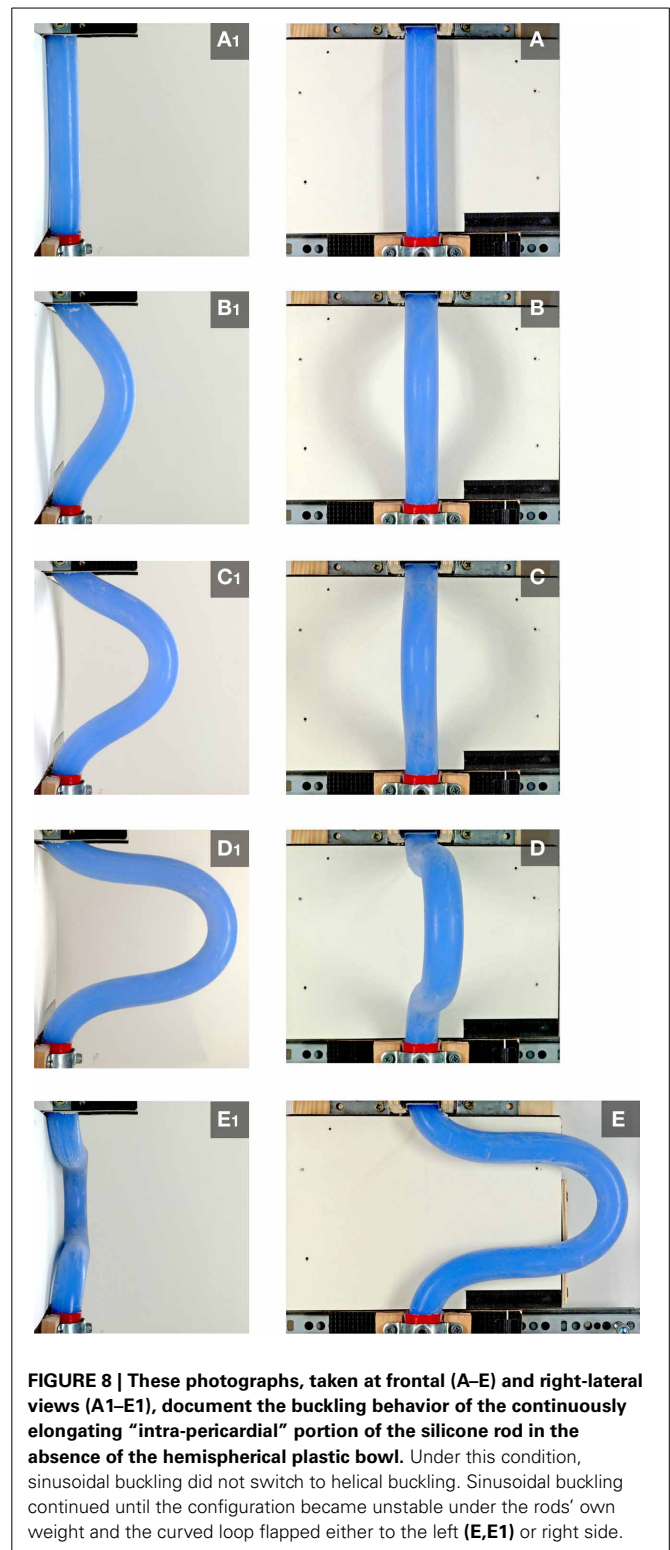 A1
A
B1
B
C1
C
D1
D
E1
E
FIGURE 8 | These photographs, taken at frontal (A–E) and right-lateral
views (A1–E1), document the buckling behavior of the continuously
elongating “intra-pericardial” portion of the silicone rod in the
absence of the hemispherical plastic bowl. Under this condition,
sinusoidal buckling did not switch to helical buckling. Sinusoidal buckling
continued until the configuration became unstable under the rods’ own
weight and the curved loop flapped either to the left (E,E1) or right side.